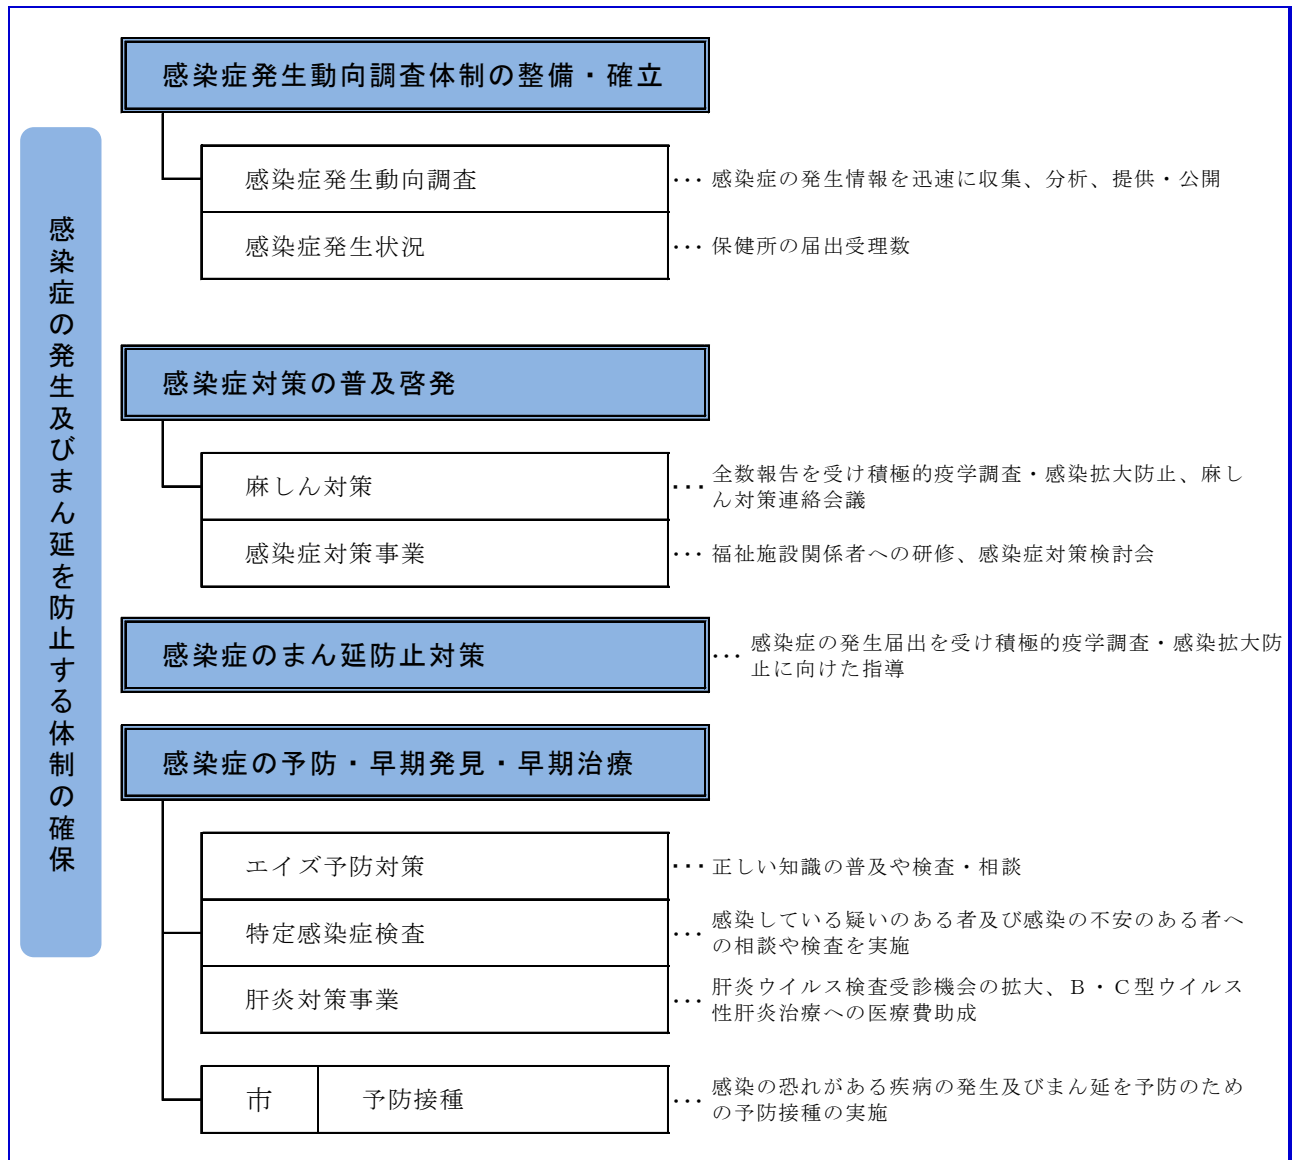 感染症の発生及びまん延を防止する体制の確保
感染症発生動向調査体制の整備・確立
感染症発生動向調査
･･･ 感染症の発生情報を迅速に収集、分析、提供・公開
感染症発生状況
･･･ 保健所の届出受理数
感染症対策の普及啓発
麻しん対策
･･･ 全数報告を受け積極的疫学調査・感染拡大防止、麻し
ん対策連絡会議
感染症対策事業
･･･ 福祉施設関係者への研修、感染症対策検討会
感染症のまん延防止対策
･･･ 感染症の発生届出を受け積極的疫学調査・感染拡大防
止に向けた指導
感染症の予防・早期発見・早期治療
エイズ予防対策
･･･ 正しい知識の普及や検査・相談
特定感染症検査
･･･ 感染している疑いのある者及び感染の不安のある者へ
の相談や検査を実施
肝炎対策事業
･･･ 肝炎ウイルス検査受診機会の拡大、Ｂ・Ｃ型ウイルス
性肝炎治療への医療費助成
市 予防接種
･･･ 感染の恐れがある疾病の発生及びまん延を予防のため
の予防接種の実施